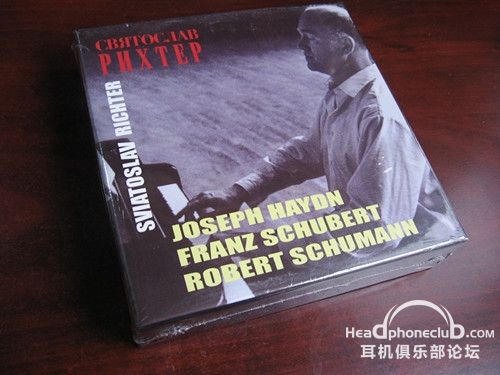 СВЯТОСЛАВ
РИХТЕР
SVIATOSLAV RICHTER
JOSEPH HAYDN
FRANZ SCHUBERT
ROBERT SCHUMANN
Headphoneclub.com
耳机俱乐部论坛